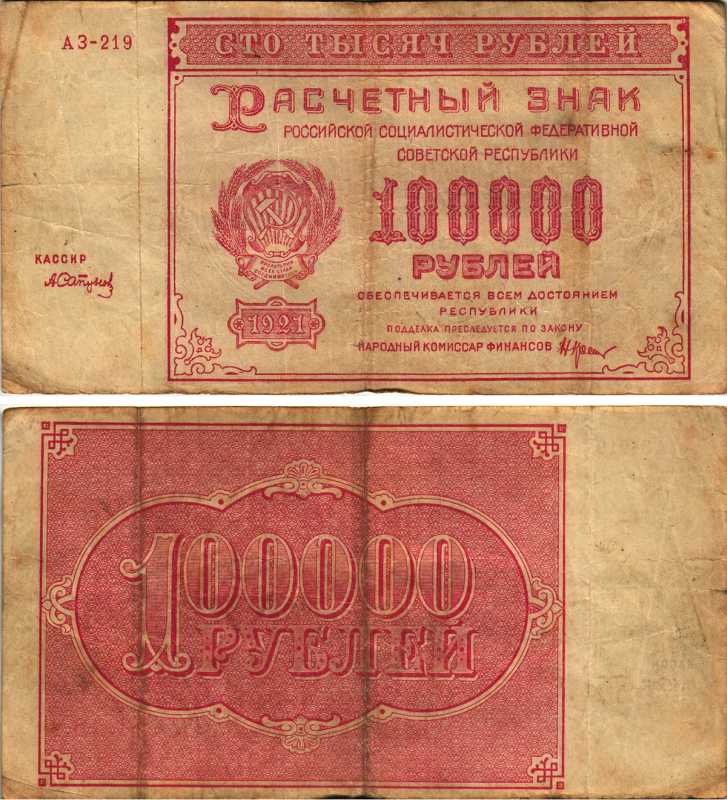 АЗ-219
СТО ТЫСЯЧ РУБЛЕЙ
РАСЧЕТНЫЙ ЗНАК
РОССИЙСКОЙ СОЦИАЛИСТИЧЕСКОЙ ФЕДЕРАТИВНОЙ
СОВЕТСКОЙ РЕСПУБЛИКИ
100000
РУБЛЕЙ
КАССИР
1921
ОБЕСПЕЧИВАЕТСЯ ВСЕМ ДОСТОЯНИЕМ
РЕСПУБЛИКИ
ПОДДЕЛКА ПРЕСЛЕДУЕТСЯ ПО ЗАКОНУ
НАРОДНЫЙ КОМИССАР ФИНАНСОВ
100000
РУБЛЕЙ